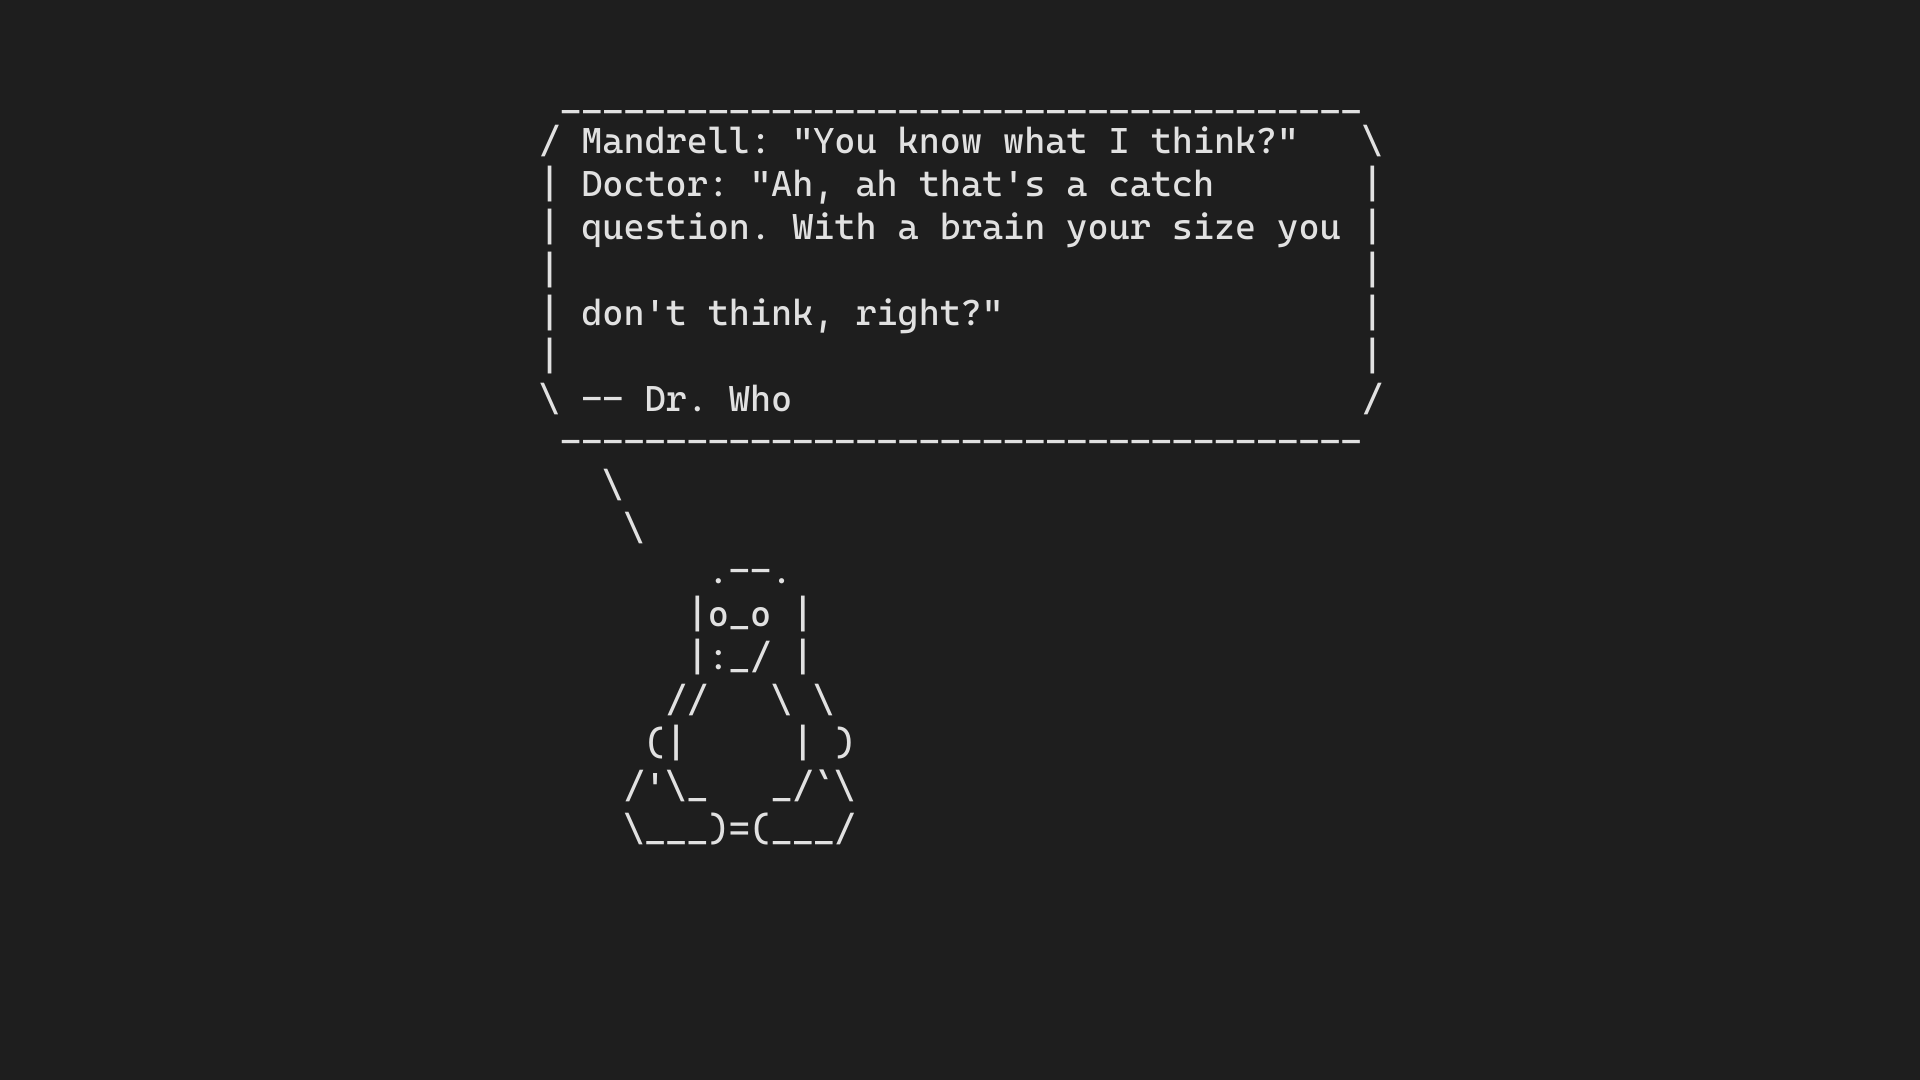 Mandrell: "You know what I think?"
Doctor: "Ah, ah that's a catch
question. With a brain your size you
don't think, right?"
-- Dr. Who